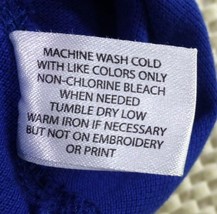 MACHINE WASH COLD
WITH LIKE COLORS ONLY
NON-CHLORINE BLEACH
WHEN NEEDED
TUMBLE DRY LOW
WARM IRON IF NECESSARY
BUT NOT ON EMBROIDERY
OR PRINT